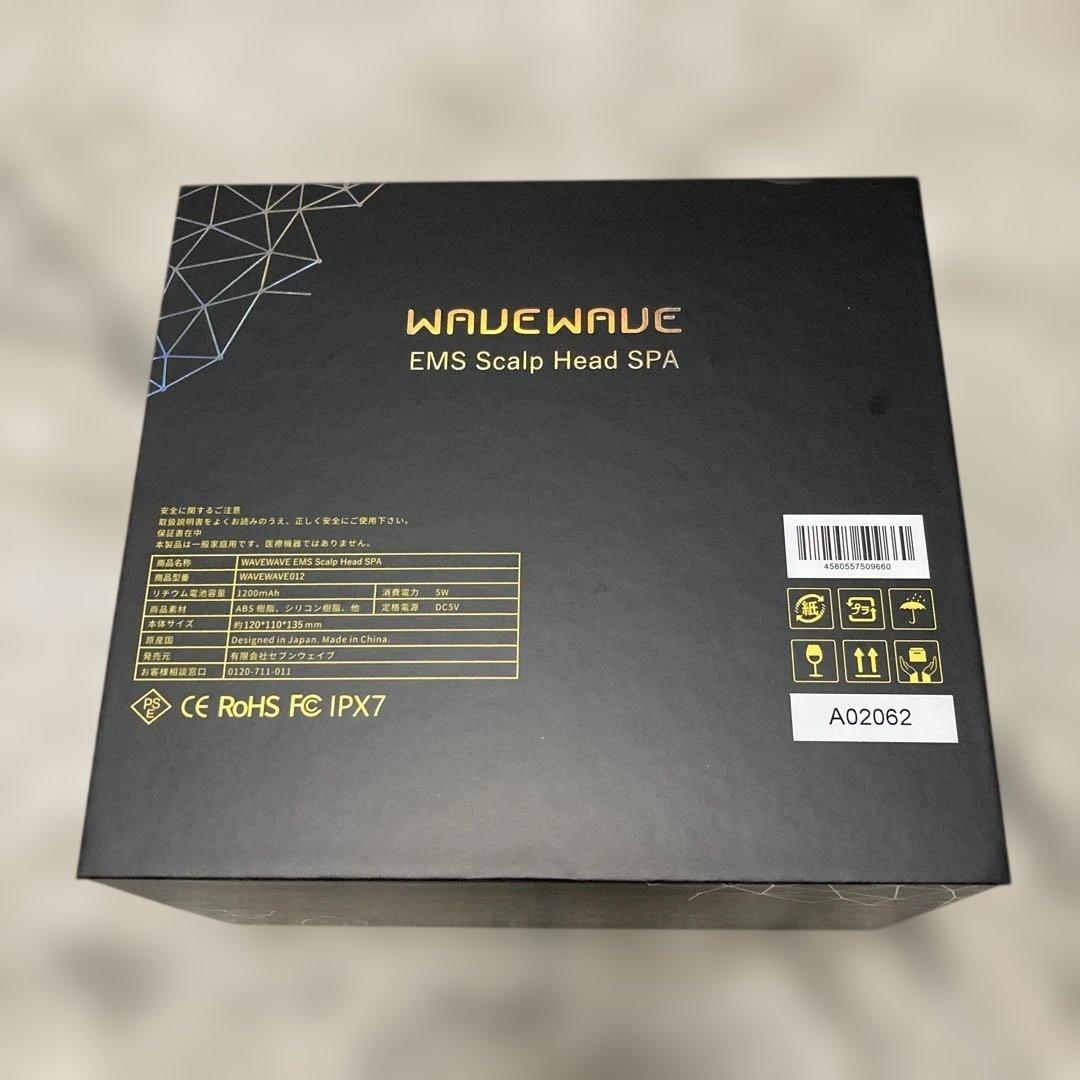 WAVEWAVE
EMS Scalp Head SPA
安全に関するご注意
取扱説明書をよくお読みのうえ、正しく安全にご使用下さい。
保証書在中
本製品は一般家庭用です。医療機器ではありません。
商品名称 WAVEWAVE EMS Scalp Head SPA
商品型番 WAVEWAVE012
リチウム電池容量 1200mAh 消費電力 5W
商品素材 ABS 樹脂、シリコン樹脂、他 定格電源 DC5V
本体サイズ 約120*110*135mm
原産国 Designed in Japan. Made in China.
発売元 有限会社セブンウェイブ
お客様相談窓口 0120-711-011
PSE CE RoHS FC IPX7
4580557509660
紙 プラ
A02062